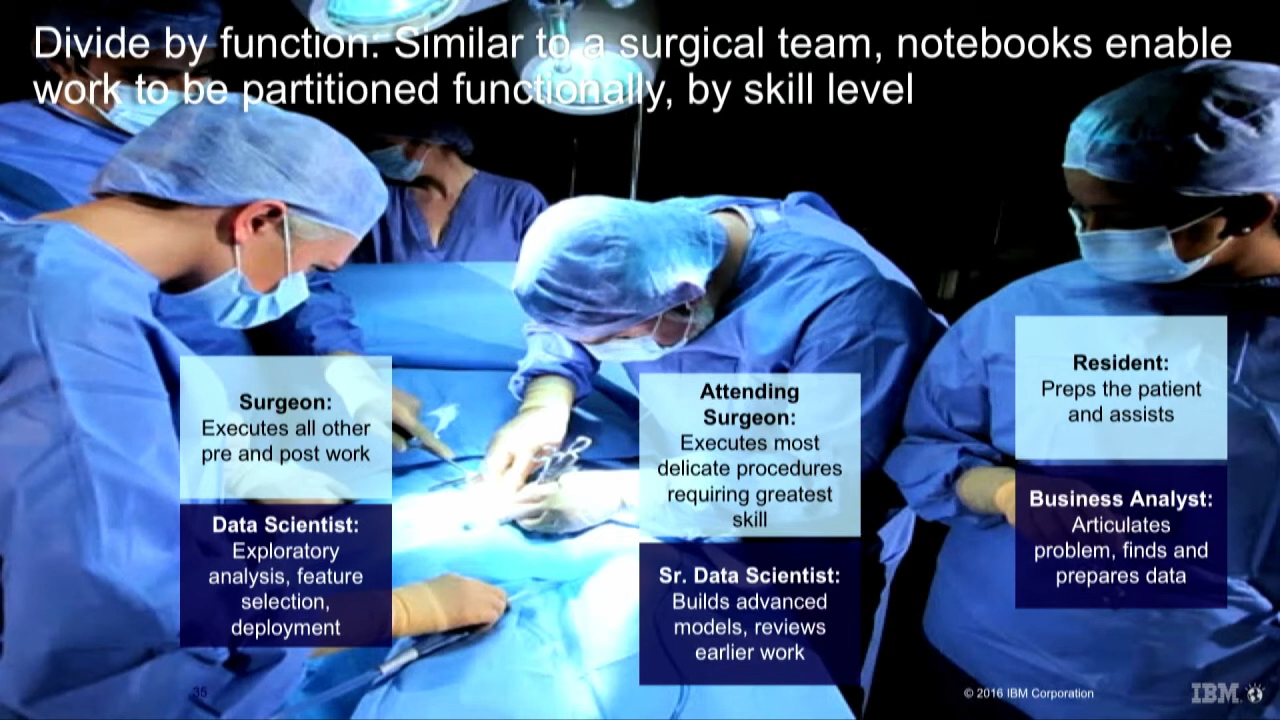 Divide by function: Similar to a surgical team, notebooks enable
work to be partitioned functionally, by skill level
Surgeon:
Executes all other
pre and post work
Data Scientist:
Exploratory
analysis, feature
selection,
deployment
Attending
Surgeon:
Executes most
delicate procedures
requiring greatest
skill
Sr. Data Scientist:
Builds advanced
models, reviews
earlier work
Resident:
Preps the patient
and assists
Business Analyst:
Articulates
problem, finds and
prepares data
35
© 2016 IBM Corporation
IBM